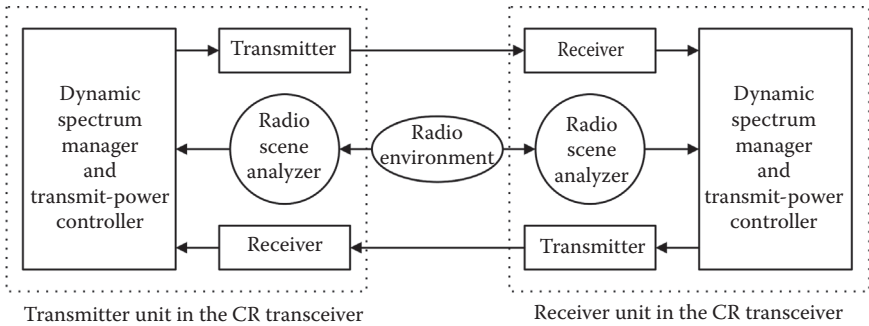 Dynamic
spectrum
manager
and
transmit-power
controller
Transmitter
Radio
scene
analyzer
Receiver
Radio
environment
Receiver
Radio
scene
analyzer
Transmitter
Dynamic
spectrum
manager
and
transmit-power
controller
Transmitter unit in the CR transceiver
Receiver unit in the CR transceiver